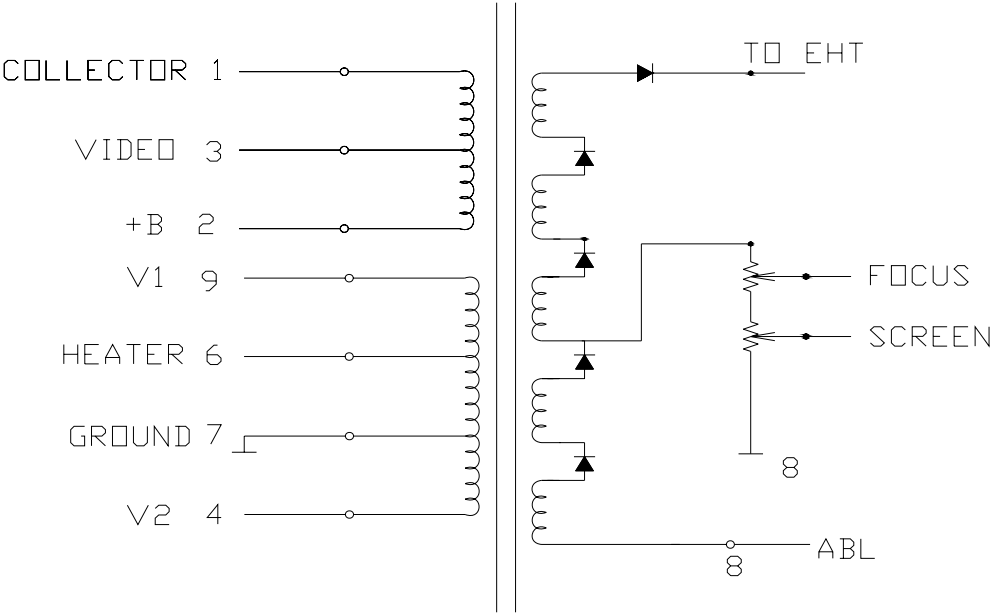 COLLECTOR 1
TO EHT
VIDEO 3
+B 2
V1 9
FOCUS
SCREEN
HEATER 6
GROUND 7
8
V2 4
ABL
8